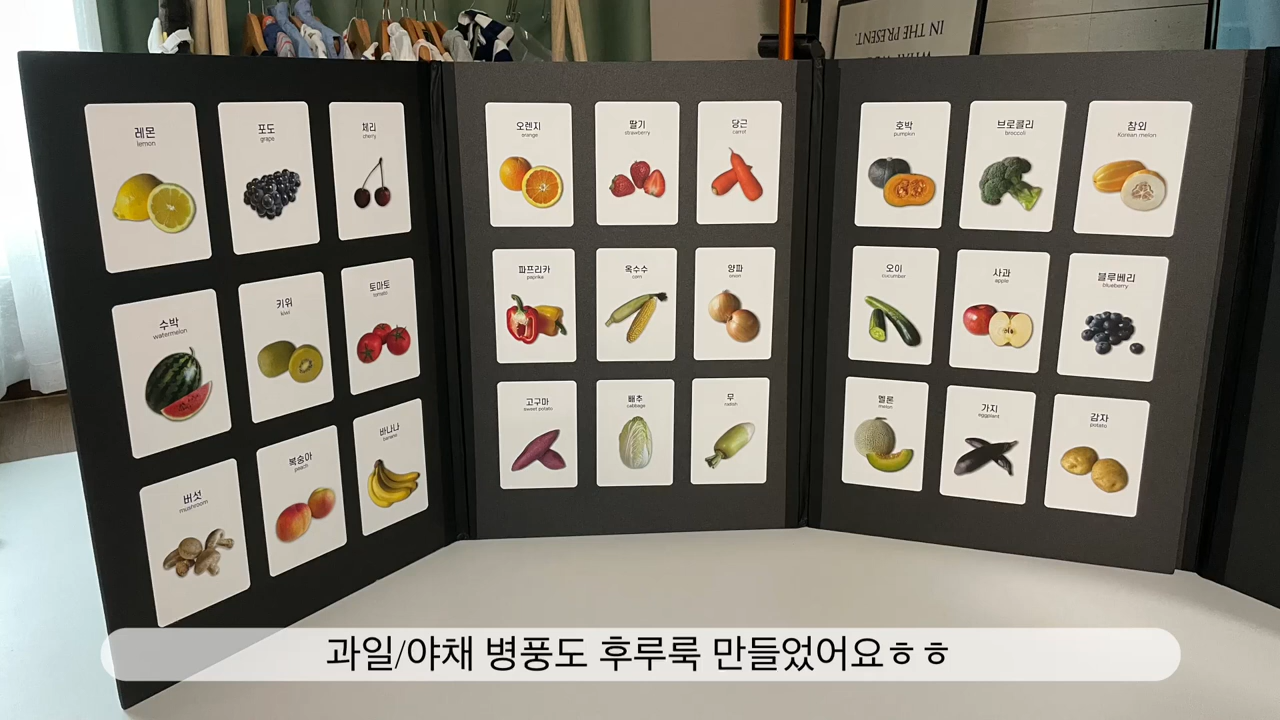 IN THE PRESENT.
레몬
lemon
포도
grape
체리
cherry
수박
watermelon
키위
kiwi
토마토
tomato
버섯
mushroom
복숭아
peach
바나나
banana
오렌지
orange
딸기
strawberry
당근
carrot
파프리카
paprika
옥수수
corn
양파
onion
고구마
sweet potato
배추
cabbage
무
radish
호박
pumpkin
브로콜리
broccoli
참외
Korean melon
오이
cucumber
사과
apple
블루베리
blueberry
멜론
melon
가지
eggplant
감자
potato
과일/야채 병풍도 후루룩 만들었어요ㅎㅎ